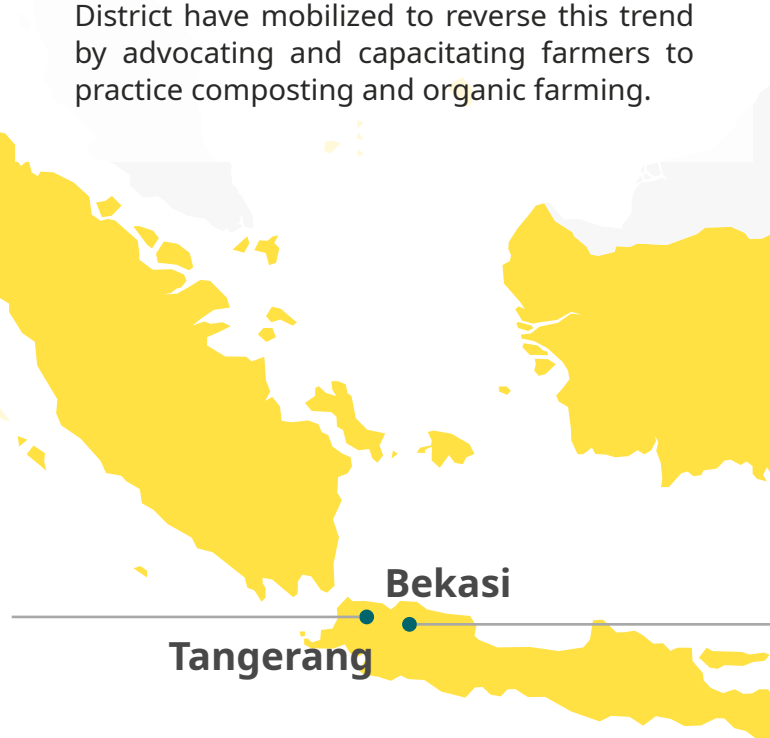 District have mobilized to reverse this trend
by advocating and capacitating farmers to
practice composting and organic farming.
Bekasi
Tangerang